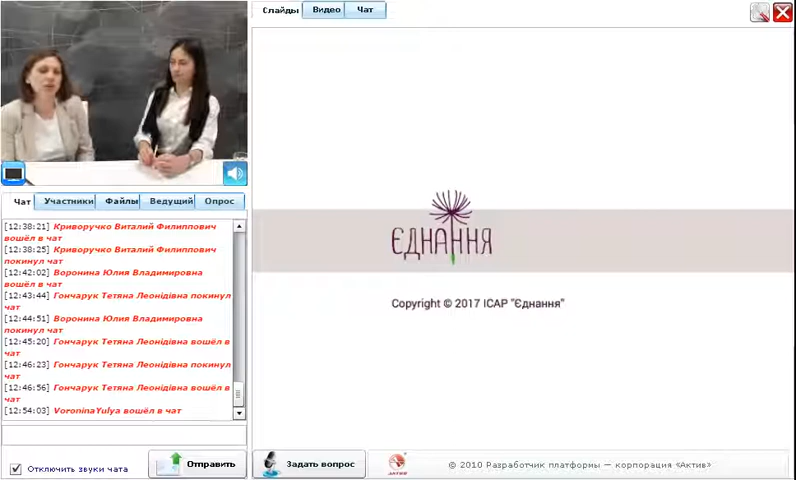 Слайды Видео Чат
Чат Участники Файлы Ведущий Опрос
[12:38:21] Криворучко Виталий Филиппович
вошёл в чат
[12:38:25] Криворучко Виталий Филиппович
покинул чат
[12:42:02] Воронина Юлия Владимировна
вошёл в чат
[12:43:44] Гончарук Тетяна Леонідівна покинул
чат
[12:44:51] Воронина Юлия Владимировна
покинул чат
[12:45:20] Гончарук Тетяна Леонідівна вошёл в
чат
[12:46:23] Гончарук Тетяна Леонідівна покинул
чат
[12:46:56] Гончарук Тетяна Леонідівна вошёл в
чат
[12:54:03] VoroninaYulya вошёл в чат
Отключить звуки чата
Отправить
ЄДНАННЯ
Copyright © 2017 ІСАР "Єднання"
Задать вопрос
АКТИВ
© 2010 Разработчик платформы — корпорация «Актив»